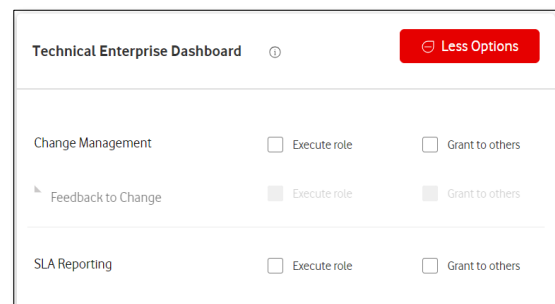 Technical Enterprise Dashboard Less Options
Change Management Execute role Grant to others
Feedback to Change Execute role Grant to others
SLA Reporting Execute role Grant to others